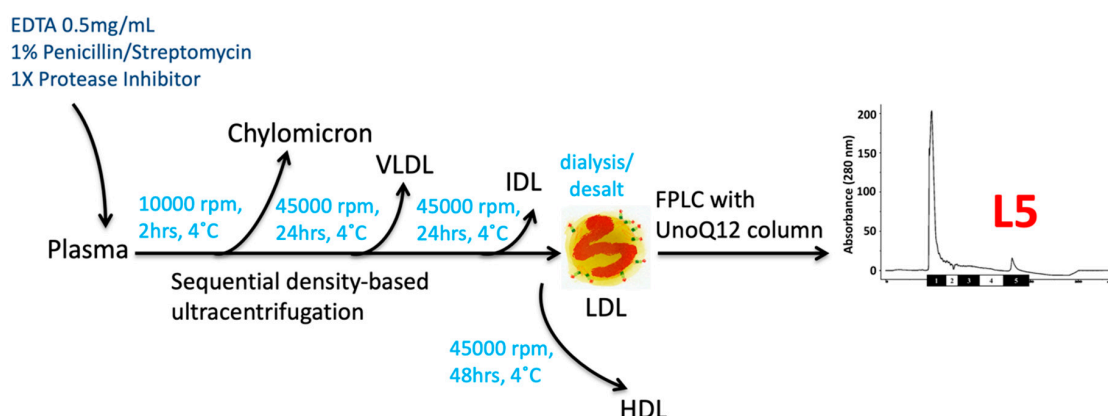 EDTA 0.5mg/mL
1% Penicillin/Streptomycin
1X Protease Inhibitor
Chylomicron
VLDL
IDL
dialysis/
desalt
10000 rpm,
2hrs, 4˚C
45000 rpm,
24hrs, 4˚C
45000 rpm,
24hrs, 4˚C
FPLC with
UnoQ12 column
Plasma
Sequential density-based
ultracentrifugation
LDL
45000 rpm,
48hrs, 4˚C
HDL
Absorbance (280 nm)
200
150
100
50
0
L5
1 2 3 4 5